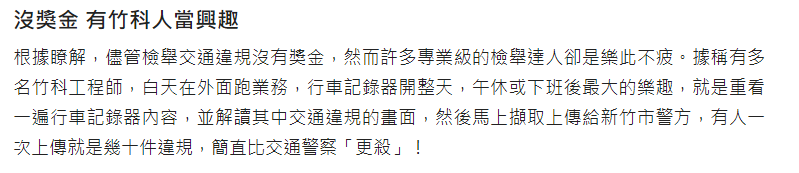 沒獎金 有竹科人當興趣
根據瞭解，儘管檢舉交通違規沒有獎金，然而許多專業級的檢舉達人卻是樂此不疲。據稱有多
名竹科工程師，白天在外面跑業務，行車記錄器開整天，午休或下班後最大的樂趣，就是重看
一遍行車記錄器內容，並解讀其中交通違規的畫面，然後馬上擷取上傳給新竹市警方，有人一
次上傳就是幾十件違規，簡直比交通警察「更殺」！